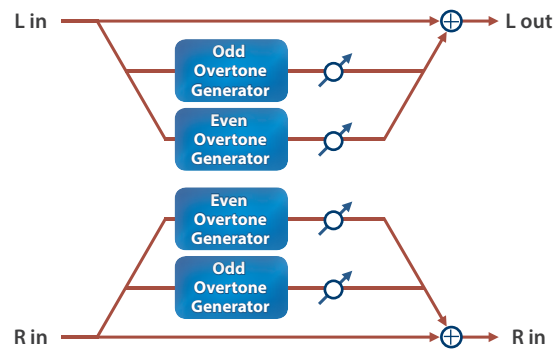 L in
L out
Odd
Overtone
Generator
Even
Overtone
Generator
Even
Overtone
Generator
Odd
Overtone
Generator
R in
R in